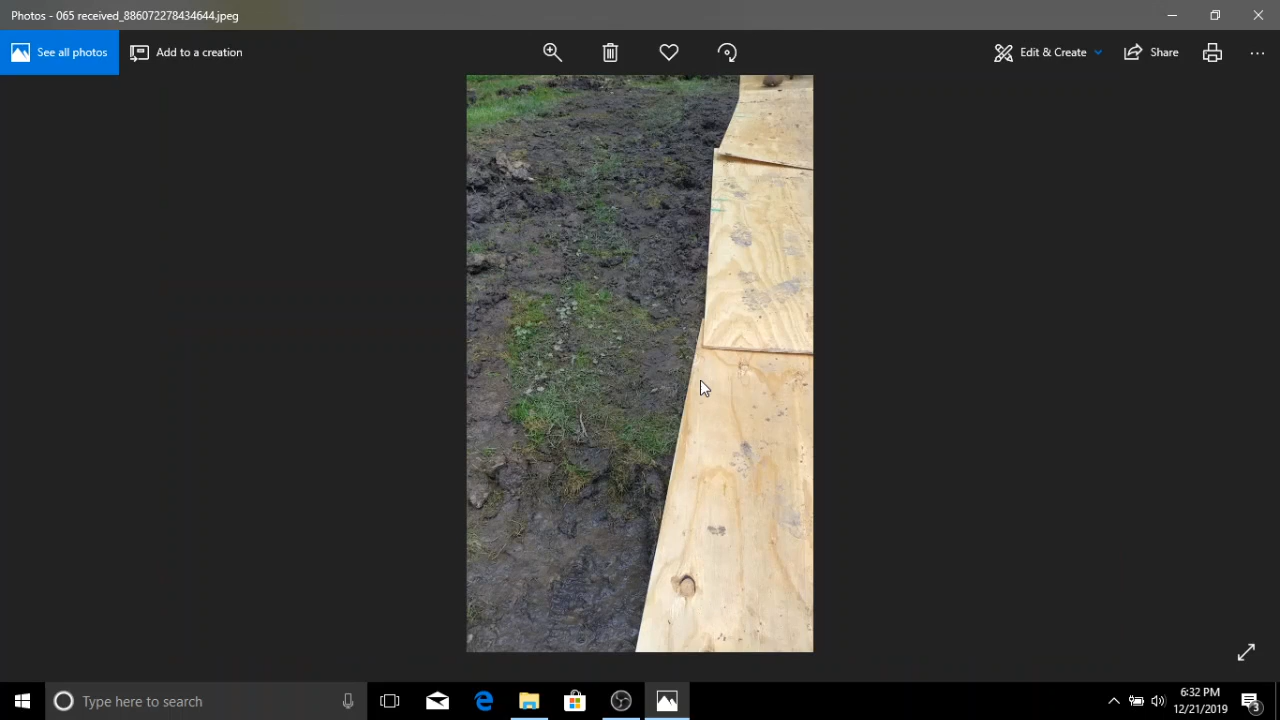 Photos - 065 received_886072278434644.jpeg
See all photos
Add to a creation
Edit & Create
Share
Type here to search
6:32 PM
12/21/2019
3